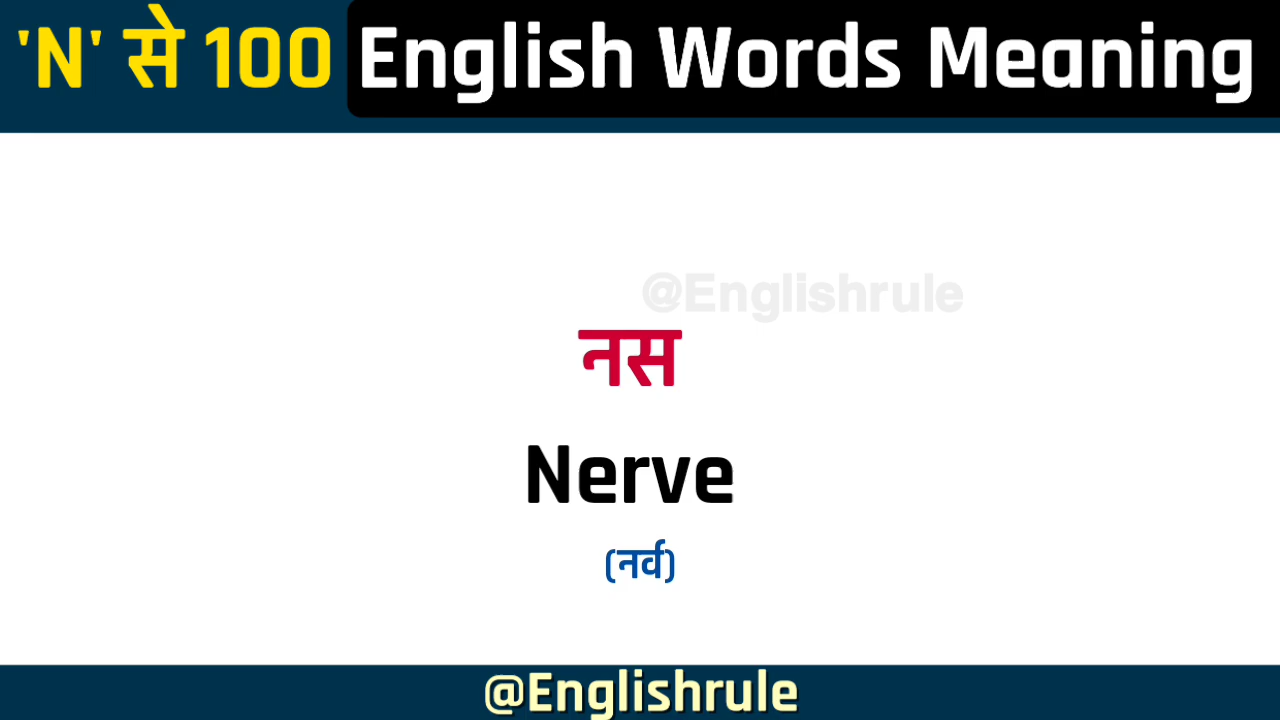 'N' से 100 English Words Meaning
@Englishrule
नस
Nerve
(नर्व)
@Englishrule